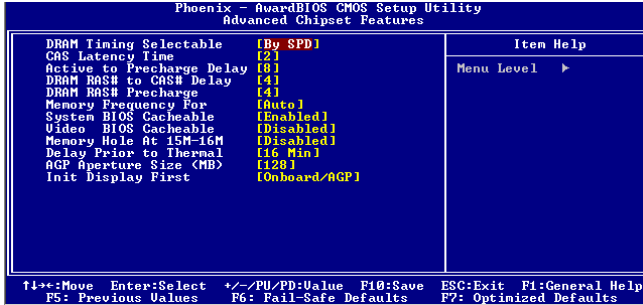 Phoenix - AwardBIOS CMOS Setup Utility
Advanced Chipset Features
DRAM Timing Selectable [By SPD]
CAS Latency Time [2]
Active to Precharge Delay [8]
DRAM RAS# to CAS# Delay [4]
DRAM RAS# Precharge [4]
Memory Frequency For [Auto]
System BIOS Cacheable [Enabled]
Video BIOS Cacheable [Disabled]
Memory Hole At 15M-16M [Disabled]
Delay Prior to Thermal [16 Min]
AGP Aperture Size (MB) [128]
Init Display First [Onboard/AGP]
Item Help
Menu Level ►
↑↓→←:Move Enter:Select +/-/PU/PD:Value F10:Save ESC:Exit F1:General Help
F5: Previous Values F6: Fail-Safe Defaults F7: Optimized Defaults